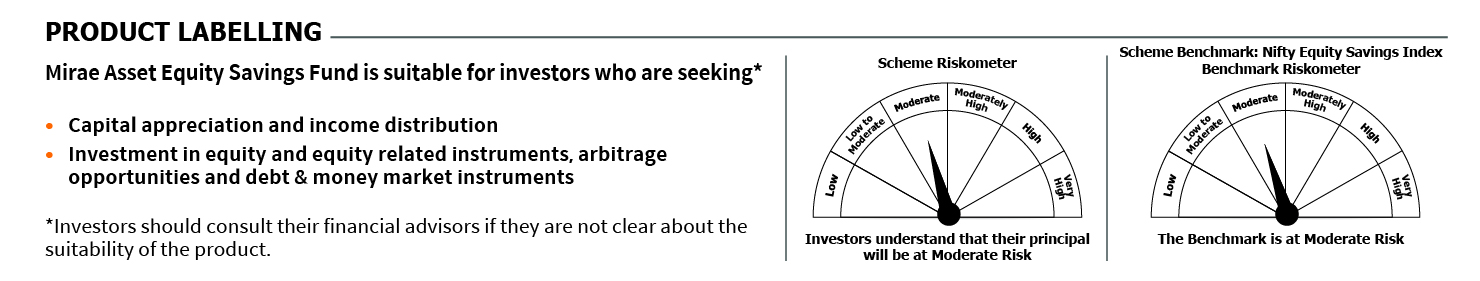 PRODUCT LABELLING
Mirae Asset Equity Savings Fund is suitable for investors who are seeking*
• Capital appreciation and income distribution
• Investment in equity and equity related instruments, arbitrage
opportunities and debt & money market instruments
*Investors should consult their financial advisors if they are not clear about the
suitability of the product.
Scheme Riskometer
Low
Low to
Moderate
Moderate
Moderately
High
High
Very
High
Investors understand that their principal
will be at Moderate Risk
Scheme Benchmark: Nifty Equity Savings Index
Benchmark Riskometer
Low
Low to
Moderate
Moderate
Moderately
High
High
Very
High
The Benchmark is at Moderate Risk